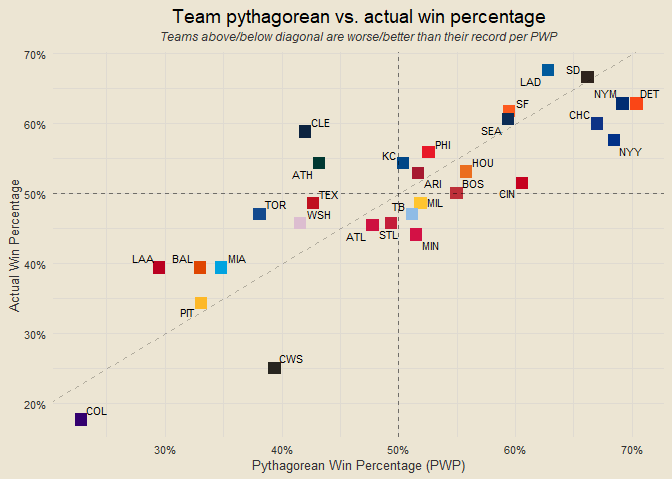 Team pythagorean vs. actual win percentage
Teams above/below diagonal are worse/better than their record per PWP
70%
60%
50%
40%
30%
20%
Actual Win Percentage
LAD
SD
NYM
DET
SF
CHC
SEA
NYY
CLE
KC
PHI
ATH
HOU
ARI
BOS
CIN
TEX
TOR
WSH
TB
MIL
ATL
STL
MIN
LAA
BAL
MIA
PIT
CWS
COL
30%
40%
50%
60%
70%
Pythagorean Win Percentage (PWP)